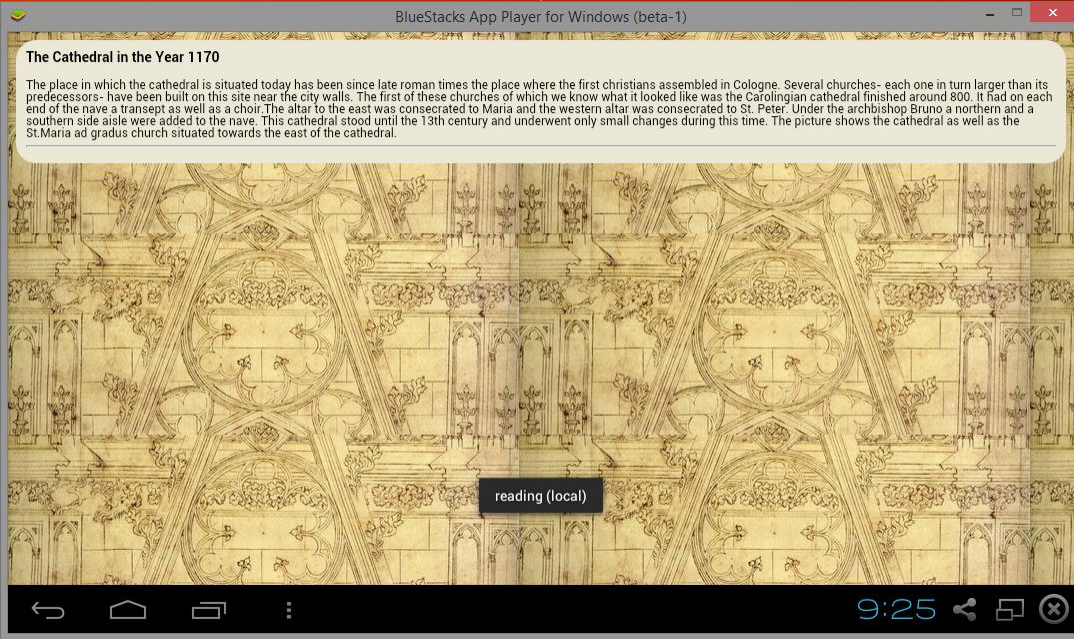 BlueStacks App Player for Windows (beta-1)
The Cathedral in the Year 1170
The place in which the cathedral is situated today has been since late roman times the place where the first christians assembled in Cologne. Several churches- each one in turn larger than its
predecessors- have been built on this site near the city walls. The first of these churches of which we know what it looked like was the Carolingian cathedral finished around 800. It had on each
end of the nave a transept as well as a choir.The altar to the east was consecrated to Maria and the western altar was consecrated to St. Peter. Under the archbishop Bruno a northern and a
southern side aisle were added to the nave. This cathedral stood until the 13th century and underwent only small changes during this time. The picture shows the cathedral as well as the
St.Maria ad gradus church situated towards the east of the cathedral.
reading (local)
9:25